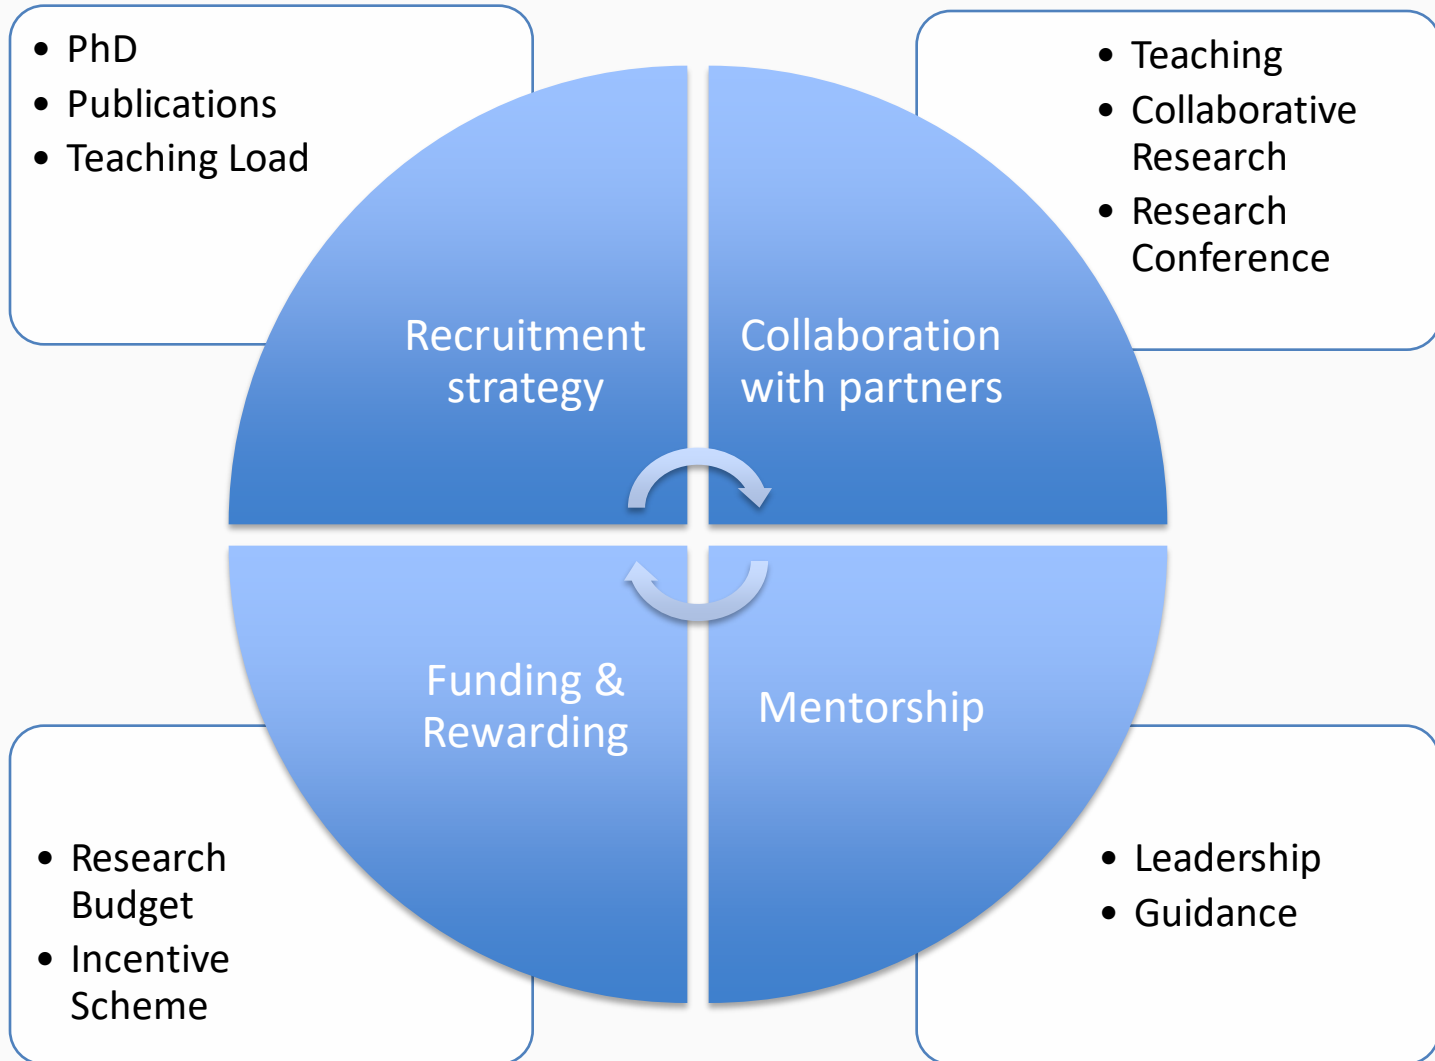 • PhD
• Publications
• Teaching Load
• Teaching
• Collaborative
Research
• Research
Conference
Recruitment
strategy
Collaboration
with partners
Funding &
Rewarding
Mentorship
• Research
Budget
• Incentive
Scheme
• Leadership
• Guidance